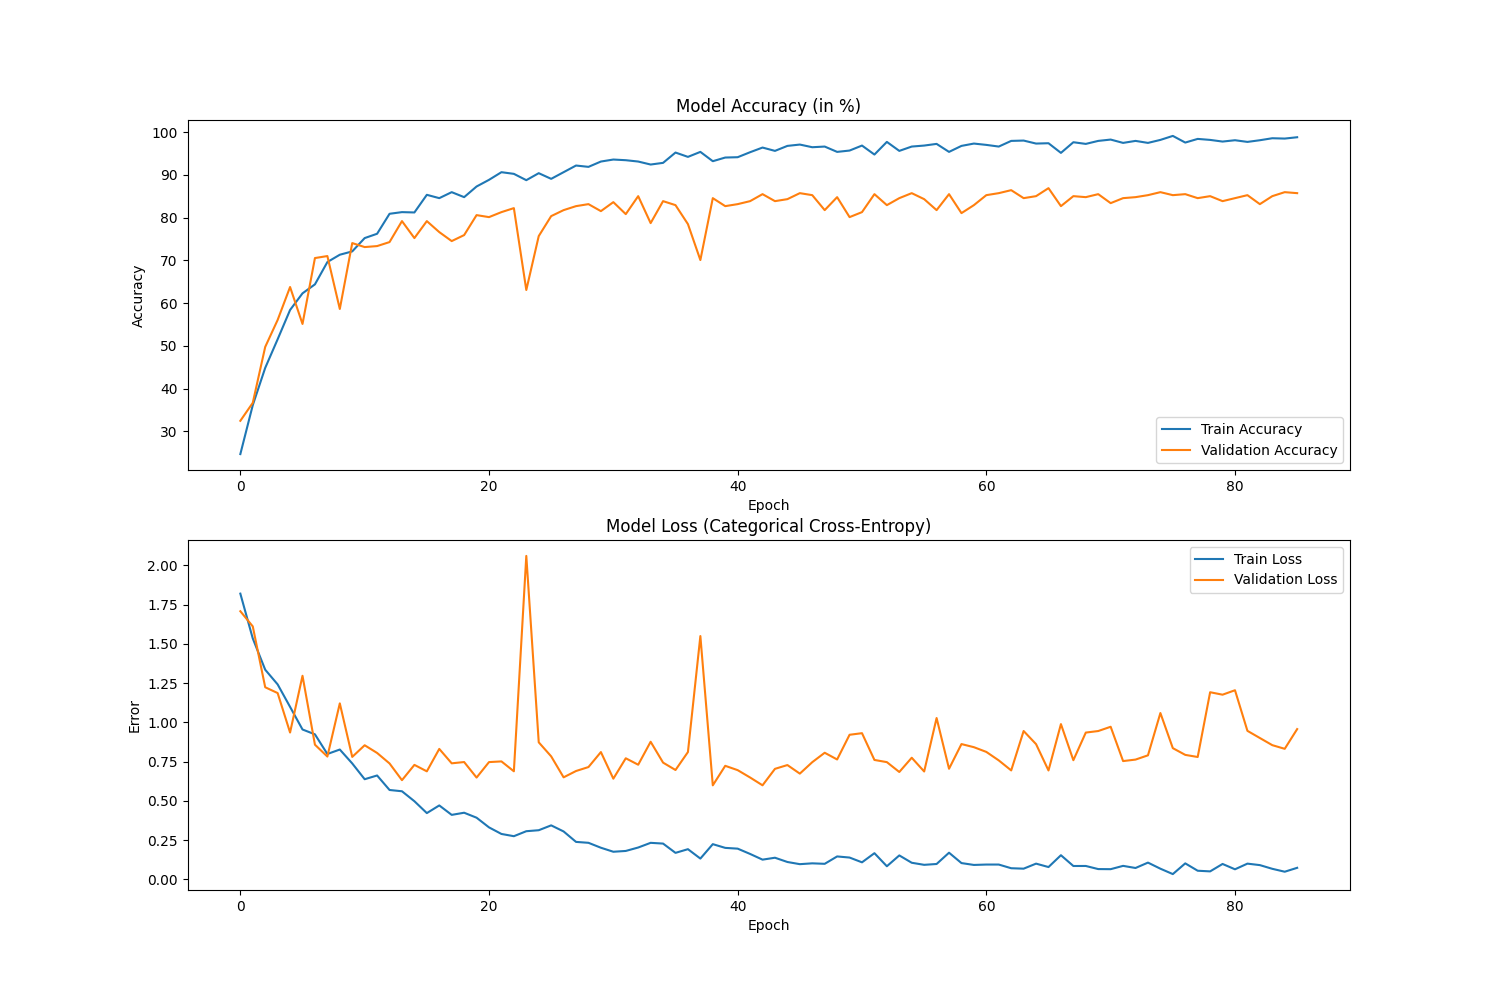 Model Accuracy (in %)
100
90
80
70
60
50
40
30
Accuracy
Train Accuracy
Validation Accuracy
0 20 40 60 80
Epoch
Model Loss (Categorical Cross-Entropy)
2.00
1.75
1.50
1.25
1.00
0.75
0.50
0.25
0.00
Error
Train Loss
Validation Loss
0 20 40 60 80
Epoch